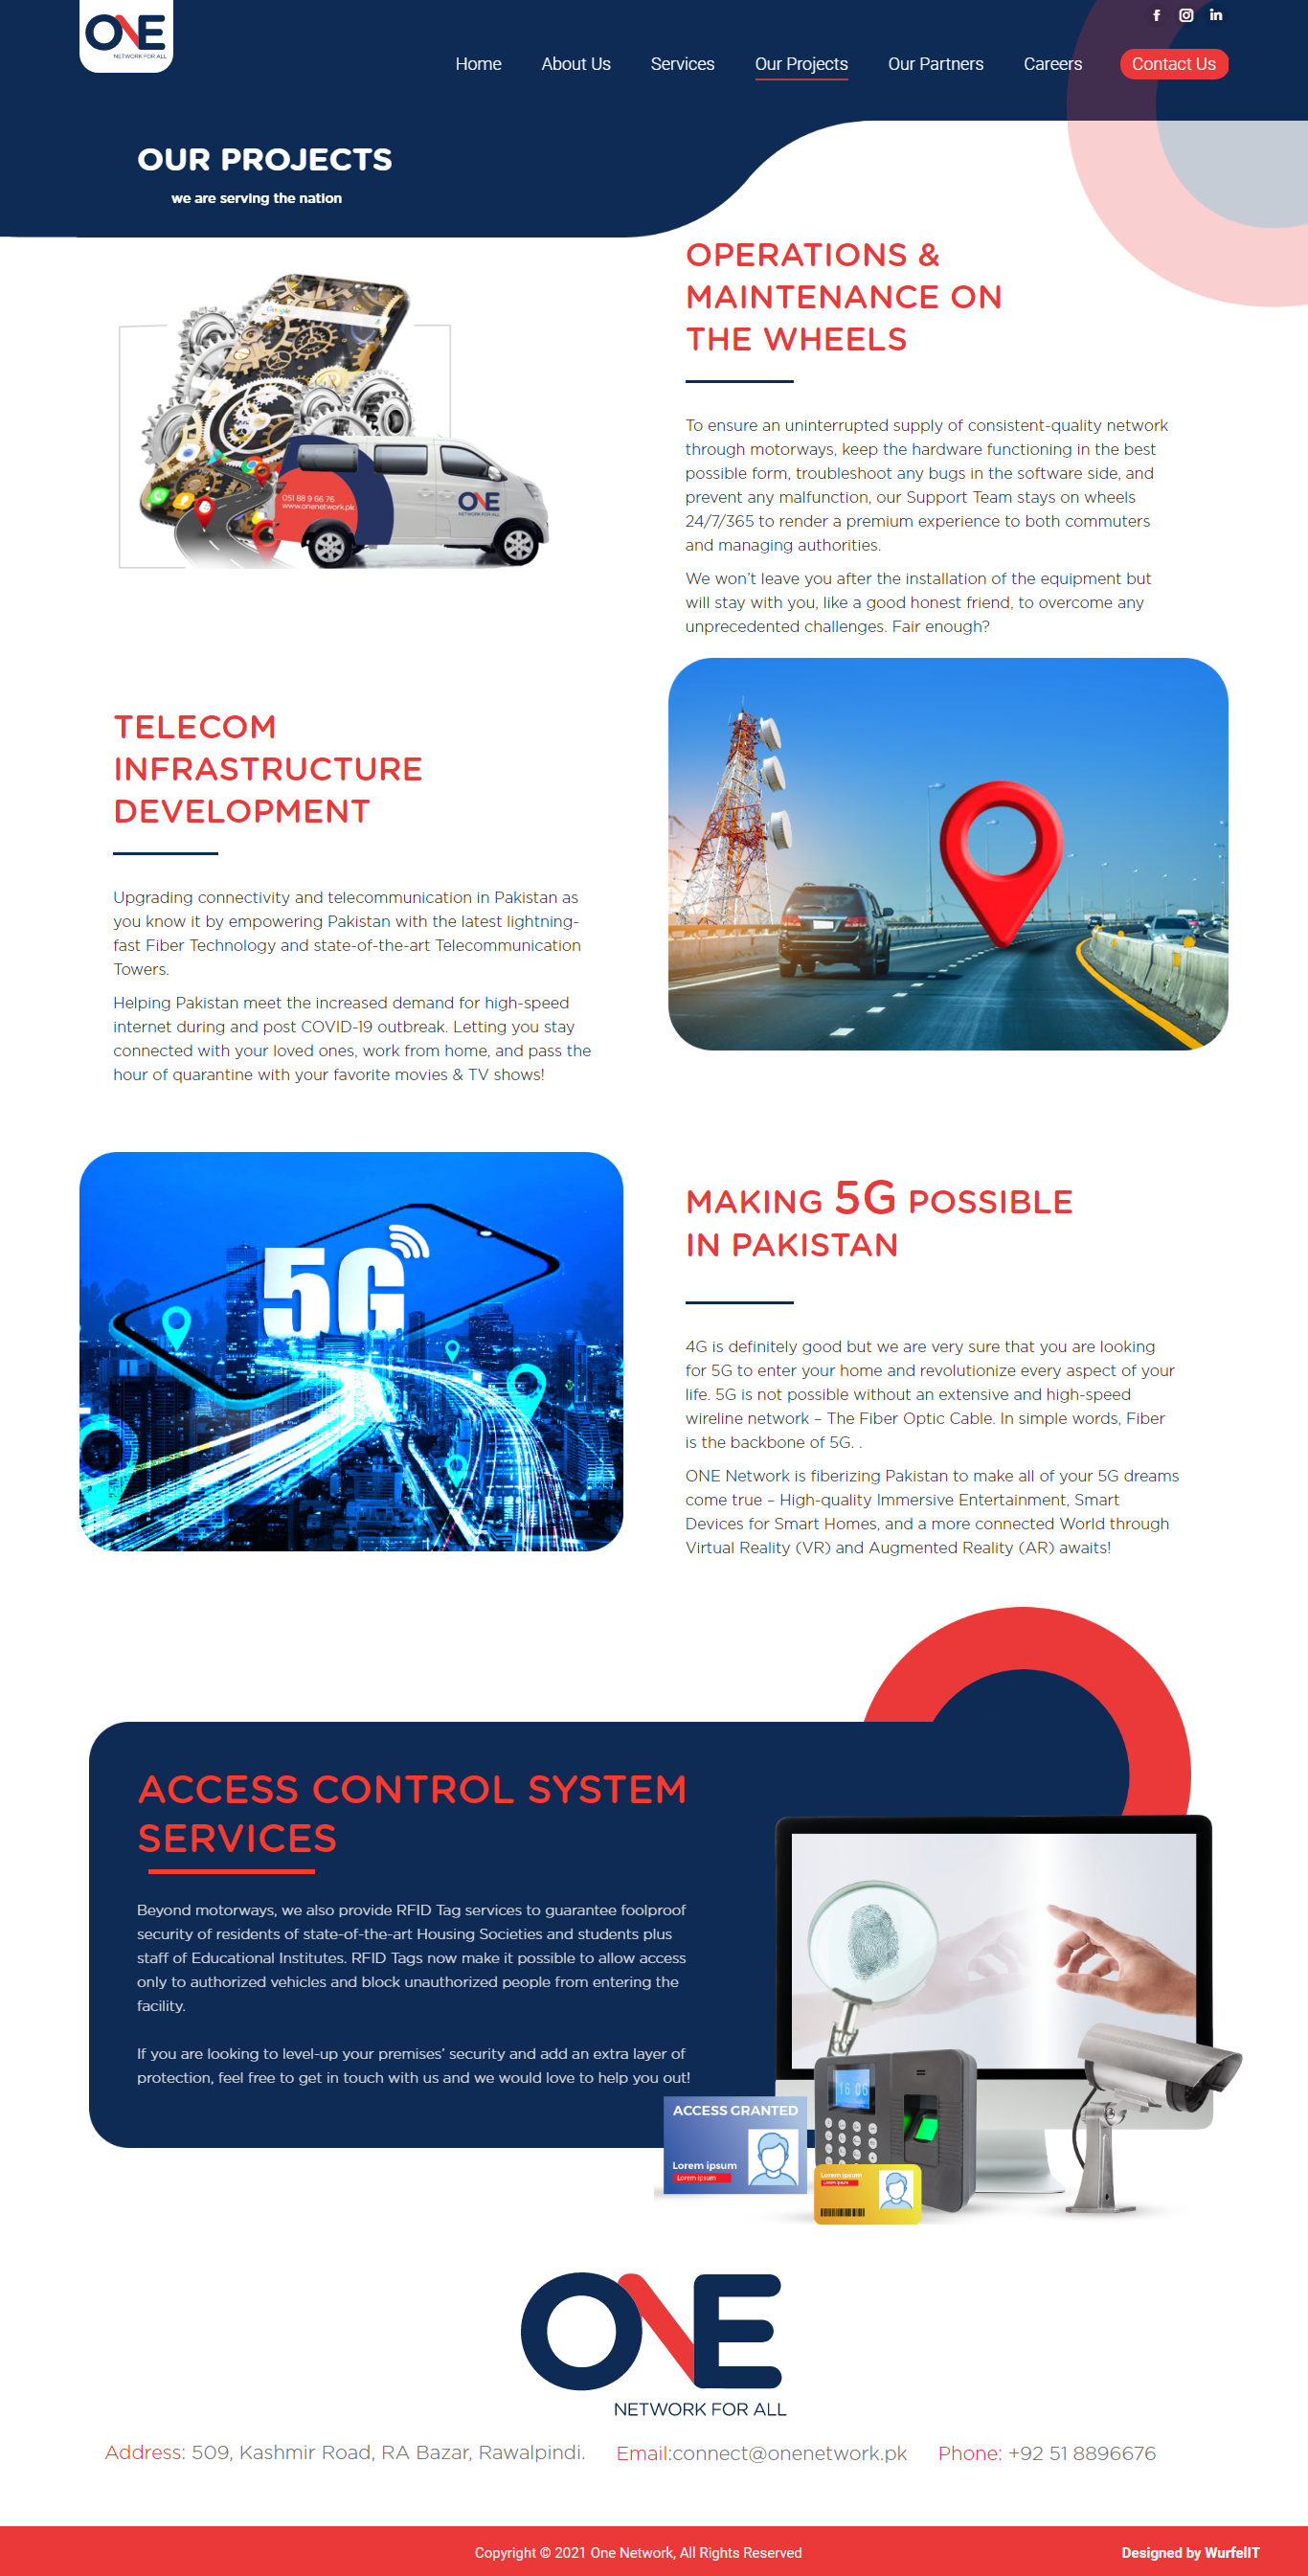 ONE
NETWORK FOR ALL
Home
About Us
Services
Our Projects
Our Partners
Careers
Contact Us
OUR PROJECTS
we are serving the nation
Google
051 88 9 66 76
www.onenetwork.pk
ONE
NETWORK FOR ALL
OPERATIONS &
MAINTENANCE ON
THE WHEELS
To ensure an uninterrupted supply of consistent-quality network
through motorways, keep the hardware functioning in the best
possible form, troubleshoot any bugs in the software side, and
prevent any malfunction, our Support Team stays on wheels
24/7/365 to render a premium experience to both commuters
and managing authorities.
We won't leave you after the installation of the equipment but
will stay with you, like a good honest friend, to overcome any
unprecedented challenges. Fair enough?
TELECOM
INFRASTRUCTURE
DEVELOPMENT
Upgrading connectivity and telecommunication in Pakistan as
you know it by empowering Pakistan with the latest lightning-
fast Fiber Technology and state-of-the-art Telecommunication
Towers.
Helping Pakistan meet the increased demand for high-speed
internet during and post COVID-19 outbreak. Letting you stay
connected with your loved ones, work from home, and pass the
hour of quarantine with your favorite movies & TV shows!
5G
MAKING 5G POSSIBLE
IN PAKISTAN
4G is definitely good but we are very sure that you are looking
for 5G to enter your home and revolutionize every aspect of your
life. 5G is not possible without an extensive and high-speed
wireline network – The Fiber Optic Cable. In simple words, Fiber
is the backbone of 5G. .
ONE Network is fiberizing Pakistan to make all of your 5G dreams
come true – High-quality Immersive Entertainment, Smart
Devices for Smart Homes, and a more connected World through
Virtual Reality (VR) and Augmented Reality (AR) awaits!
ACCESS CONTROL SYSTEM
SERVICES
Beyond motorways, we also provide RFID Tag services to guarantee foolproof
security of residents of state-of-the-art Housing Societies and students plus
staff of Educational Institutes. RFID Tags now make it possible to allow access
only to authorized vehicles and block unauthorized people from entering the
facility.
If you are looking to level-up your premises' security and add an extra layer of
protection, feel free to get in touch with us and we would love to help you out!
ACCESS GRANTED
Lorem ipsum
Lorem ipsum
Lorem ipsum
Lorem ipsum
ONE
NETWORK FOR ALL
Address: 509, Kashmir Road, RA Bazar, Rawalpindi.
Email:connect@onenetwork.pk
Phone: +92 51 8896676
Copyright © 2021 One Network, All Rights Reserved
Designed by WurfelIT